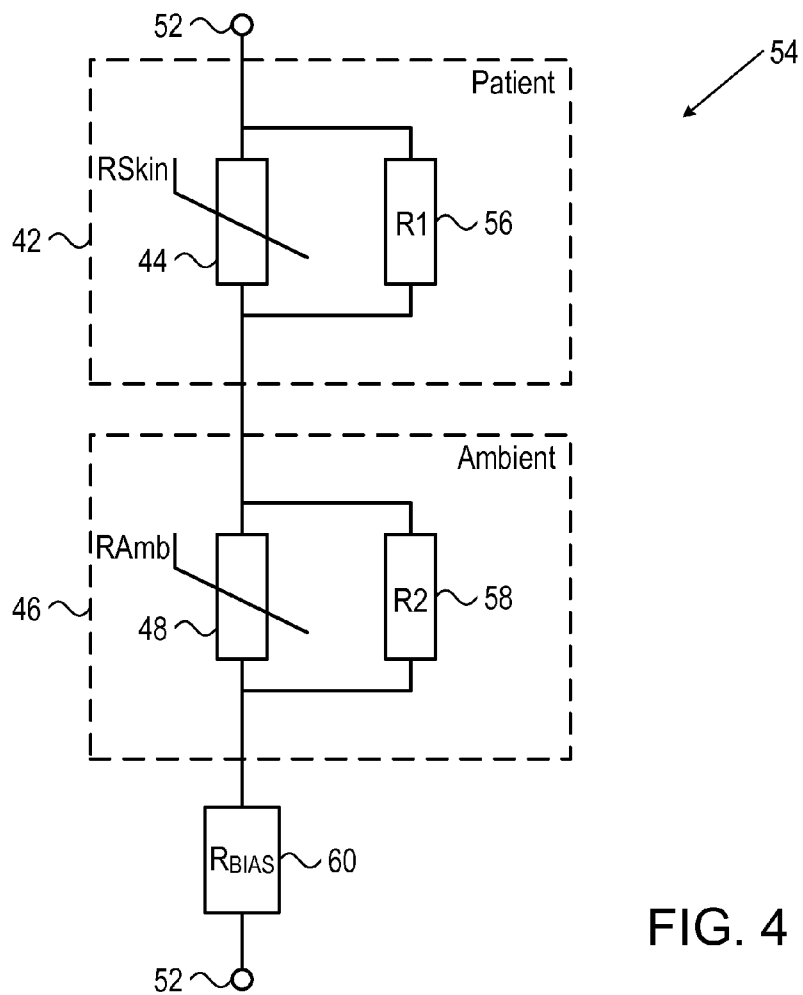 52
54
Patient
RSkin
R1
56
42
44
Ambient
RAmb
R2
58
46
48
RBIAS
60
FIG. 4
52